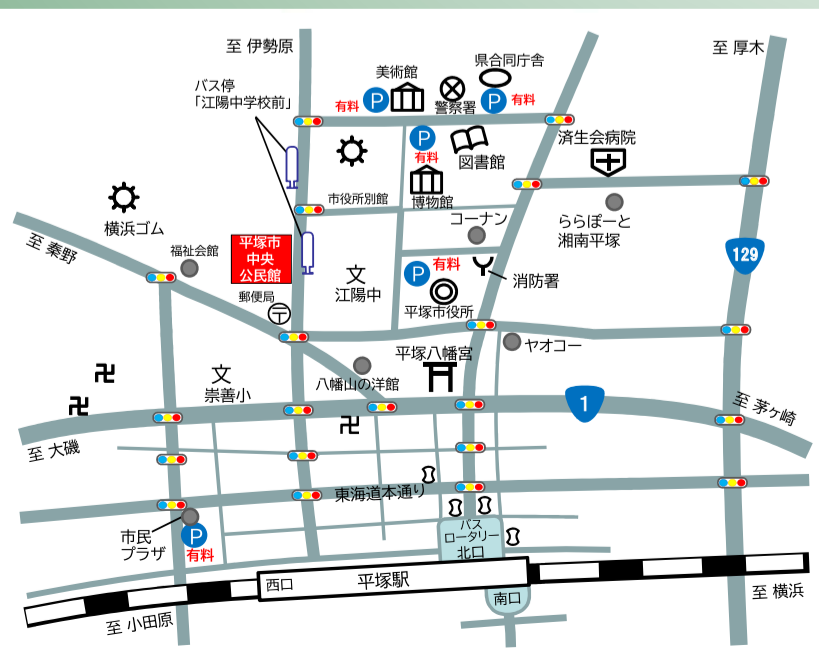 至 伊勢原
至 厚木
県合同庁舎
美術館
バス停
「江陽中学校前」
有料
P
警察署
P
有料
P
有料
図書館
済生会病院
市役所別館
博物館
横浜ゴム
ららぽーと
湘南平塚
コーナン
至 秦野
福祉会館
平塚市
中央
公民館
文
江陽中
P
有料
消防署
129
郵便局
〒
平塚市役所
平塚八幡宮
ヤオコー
卍
文
崇善小
八幡山の洋館
卍
1
至 茅ヶ崎
卍
至 大磯
東海道本通り
市民
プラザ
P
有料
バス
ロータリー
北口
西口
平塚駅
南口
至 小田原
至 横浜